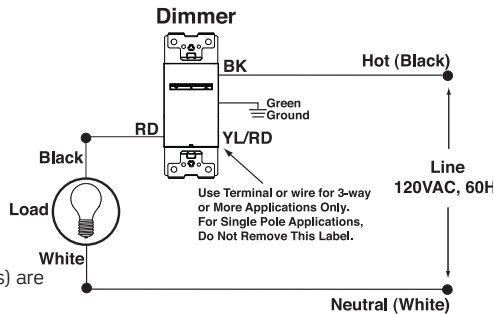 Dimmer
BK
Hot (Black)
Green
Ground
RD
YL/RD
Black
Line
120VAC, 60H
Use Terminal or wire for 3-way
or More Applications Only.
For Single Pole Applications,
Do Not Remove This Label.
Load
White
s) are
Neutral (White)